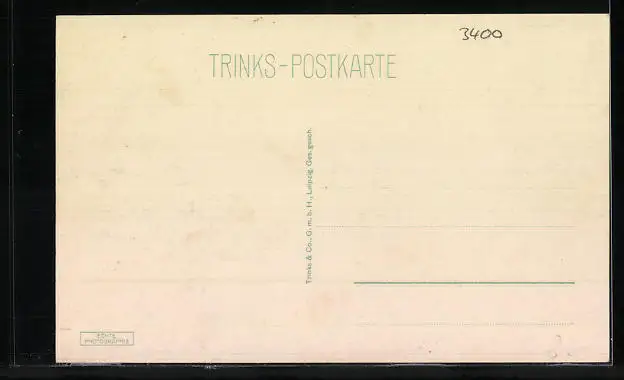 3400
TRINKS-POSTKARTE
Trinks & Co., G. m. b. H., Leipzig. Ges. gesch.
ECHTE
PHOTOGRAPHIE